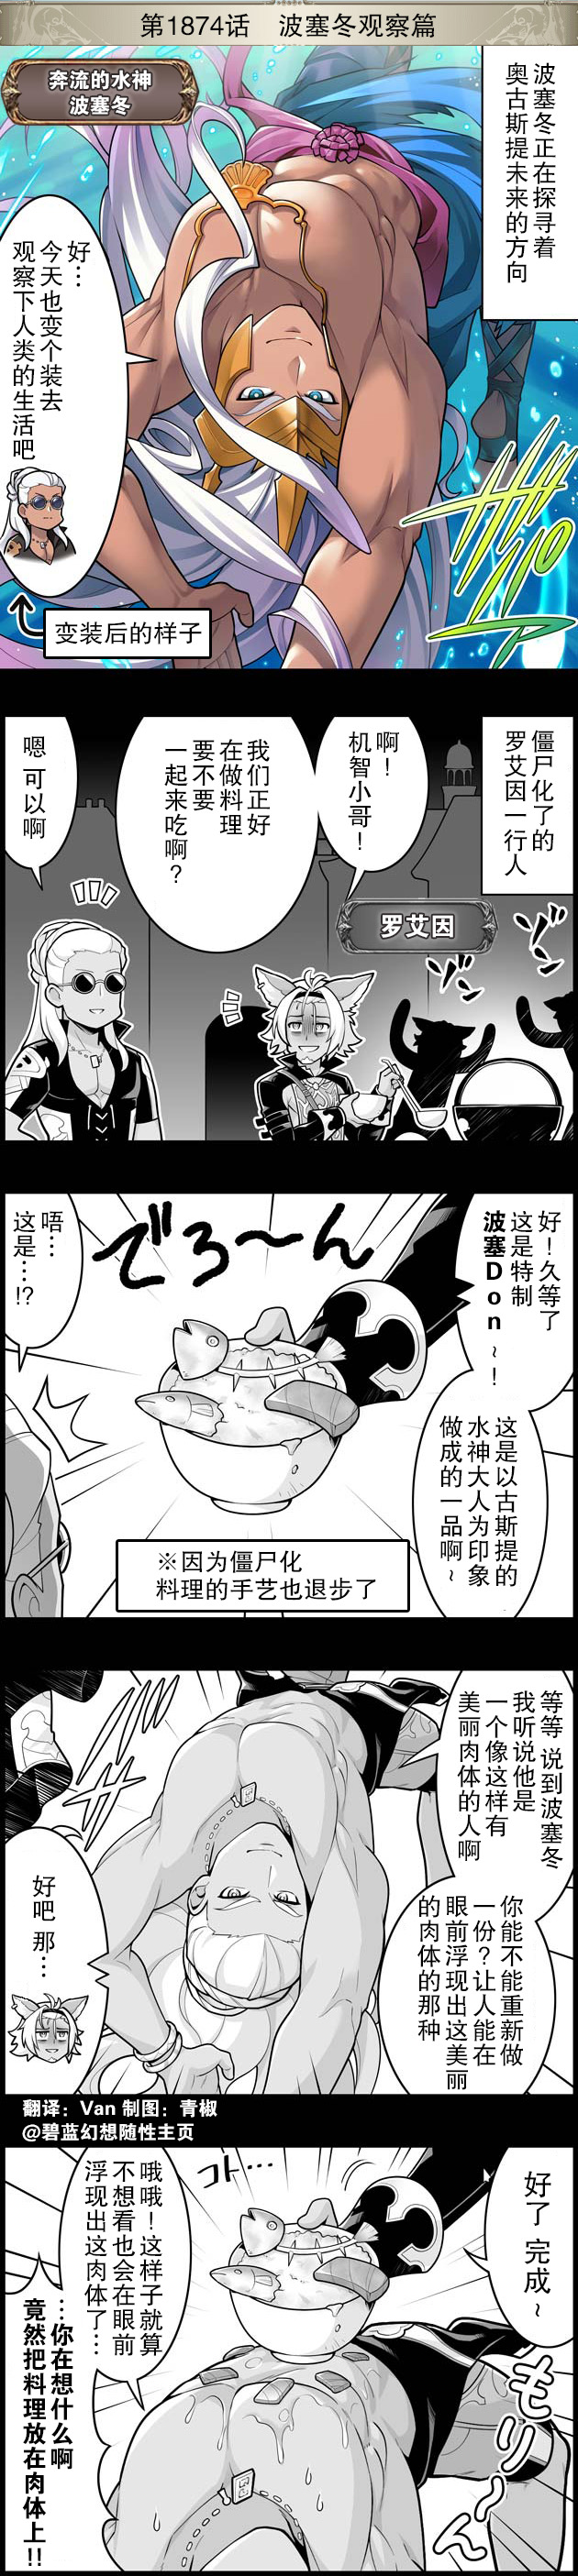 第1874话　波塞冬观察篇
波塞冬正在探寻着
奥古斯提未来的方向
奔流的水神
波塞冬
好…
今天也变个装去
观察下人类的生活吧
变装后的样子
僵尸化了的
罗艾因一行人
啊！
机智小哥！
我们正好
在做料理
要不要
一起来吃啊？
嗯 可以啊
罗艾因
ゾッ
ゾッ
好！久等了
这是特制
波塞Don～！
这是以古斯提的
水神大人为印象
做成的一品啊～
でろ〜〜ん
唔…
这是…!?
※因为僵尸化
料理的手艺也退步了
等等 说到波塞冬
我听说他是
一个像这样有
美丽肉体的人啊
你能不能重新做
一份？让人能在
眼前浮现出这美丽
的肉体的那种
好吧 那…
翻译：Van 制图：青椒
@碧蓝幻想随性主页
好了 完成～
コト…
哦哦！这样子就算
不想看也会在眼前
浮现出这肉体了…
もり〜ん
…你在想什么啊
竟然把料理放在肉体上!!